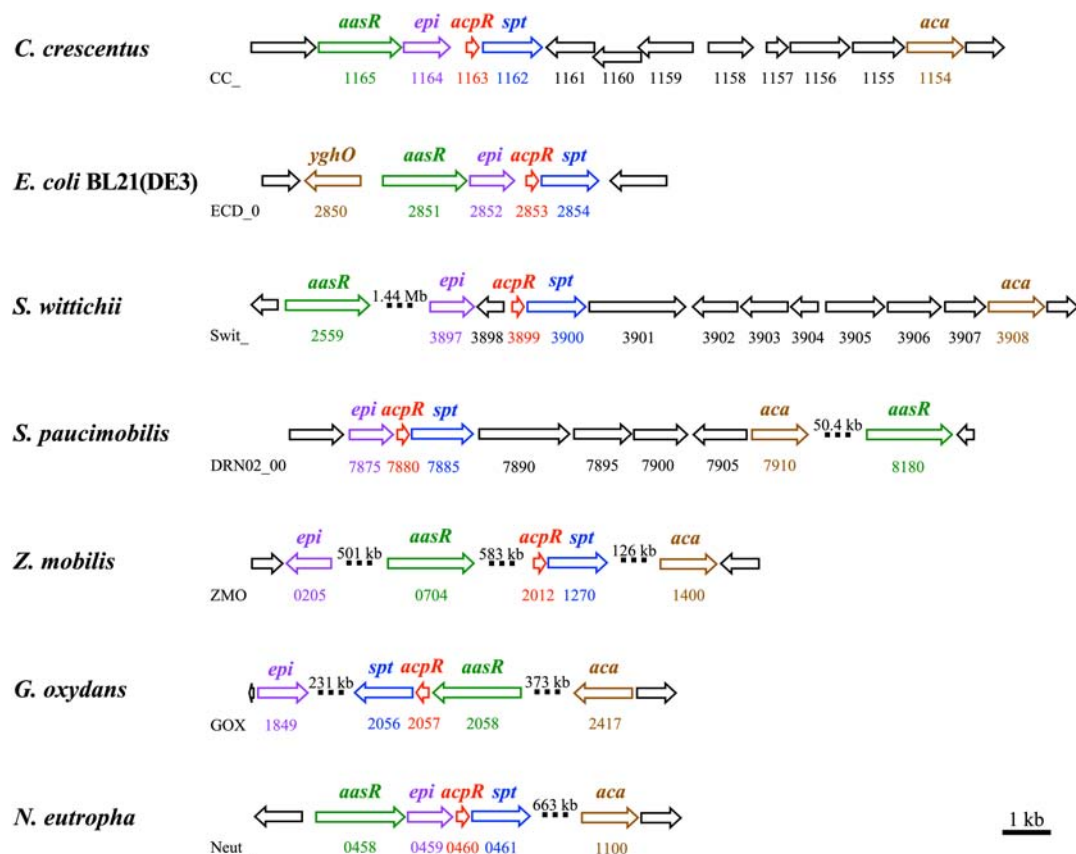 aasR epi acpR spt aca
C. crescentus
CC_ 1165 1164 1163 1162 1161 1160 1159 1158 1157 1156 1155 1154
yghO aasR epi acpR spt
E. coli BL21(DE3)
ECD_0 2850 2851 2852 2853 2854
aasR epi acpR spt aca
S. wittichii 1.44 Mb
Swit_ 2559 3897 3898 3899 3900 3901 3902 3903 3904 3905 3906 3907 3908
epi acpR spt aca aasR
S. paucimobilis 50.4 kb
DRN02_00 7875 7880 7885 7890 7895 7900 7905 7910 8180
epi aasR acpR spt aca
Z. mobilis 501 kb 583 kb 126 kb
ZMO 0205 0704 2012 1270 1400
epi spt acpR aasR aca
G. oxydans 231 kb 373 kb
GOX 1849 2056 2057 2058 2417
aasR epi acpR spt aca
N. eutropha 663 kb 1 kb
Neut 0458 0459 0460 0461 1100